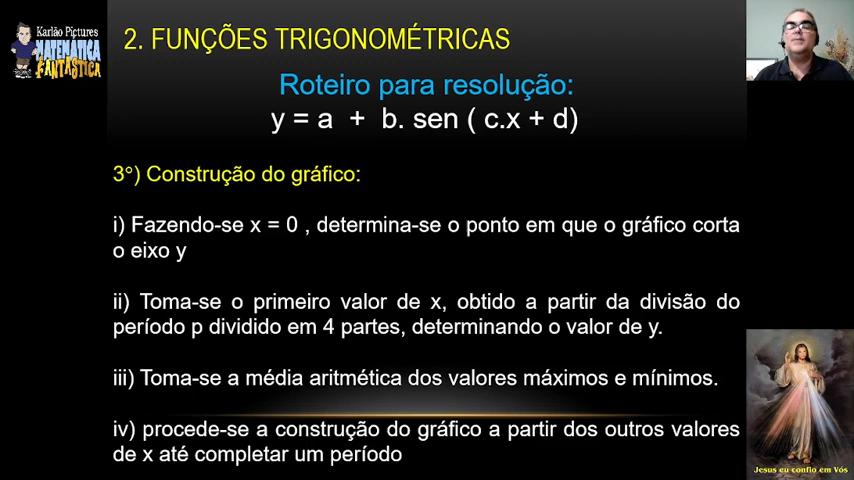 Karlão Pictures
MATEMÁTICA
FANTÁSTICA
2. FUNÇÕES TRIGONOMÉTRICAS
Roteiro para resolução:
y = a + b. sen ( c.x + d)
3°) Construção do gráfico:
i) Fazendo-se x = 0 , determina-se o ponto em que o gráfico corta
o eixo y
ii) Toma-se o primeiro valor de x, obtido a partir da divisão do
período p dividido em 4 partes, determinando o valor de y.
iii) Toma-se a média aritmética dos valores máximos e mínimos.
iv) procede-se a construção do gráfico a partir dos outros valores
de x até completar um período
Jesus eu confio em Vós